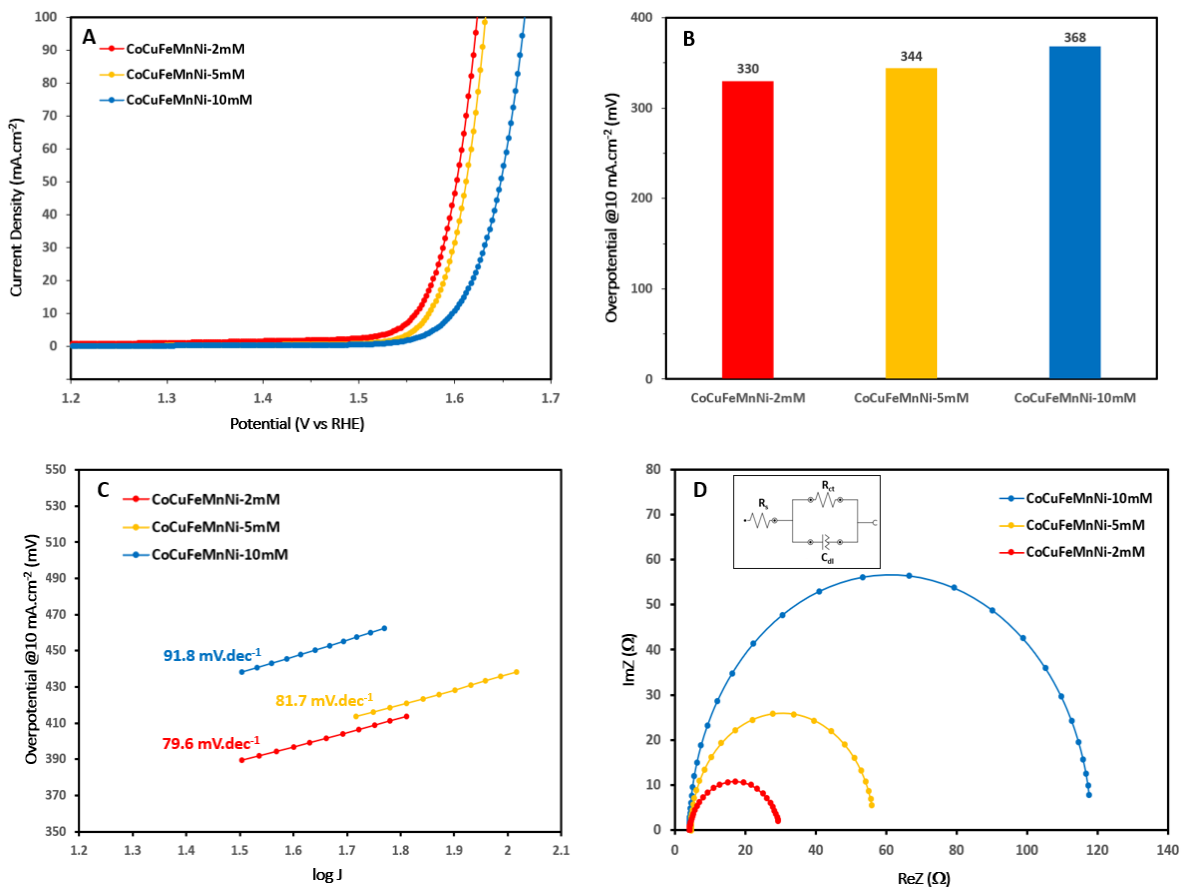 A
CoCuFeMnNi-2mM
CoCuFeMnNi-5mM
CoCuFeMnNi-10mM
Current Density (mA.cm⁻²)
100
90
80
70
60
50
40
30
20
10
0
1.2 1.3 1.4 1.5 1.6 1.7
Potential (V vs RHE)
B
Overpotential @10 mA.cm⁻² (mV)
400
300
200
100
0
330
344
368
CoCuFeMnNi-2mM CoCuFeMnNi-5mM CoCuFeMnNi-10mM
C
CoCuFeMnNi-2mM
CoCuFeMnNi-5mM
CoCuFeMnNi-10mM
Overpotential @10 mA.cm⁻² (mV)
550
530
510
490
470
450
430
410
390
370
350
91.8 mV.dec⁻¹
81.7 mV.dec⁻¹
79.6 mV.dec⁻¹
1.2 1.3 1.4 1.5 1.6 1.7 1.8 1.9 2 2.1
log J
D
Rs
Rct
Cdl
CoCuFeMnNi-10mM
CoCuFeMnNi-5mM
CoCuFeMnNi-2mM
ImZ (Ω)
80
70
60
50
40
30
20
10
0
0 20 40 60 80 100 120 140
ReZ (Ω)